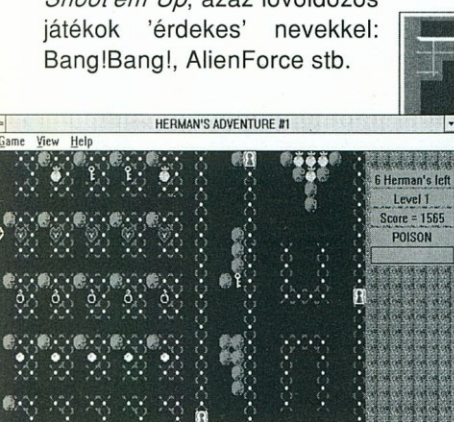 Shoot'em Up, azaz lövöldözős
játékok 'érdekes' nevekkel:
Bang!Bang!, AlienForce stb.
HERMAN'S ADVENTURE #1
Game View Help
6 Herman's left
Level 1
Score = 1565
POISON